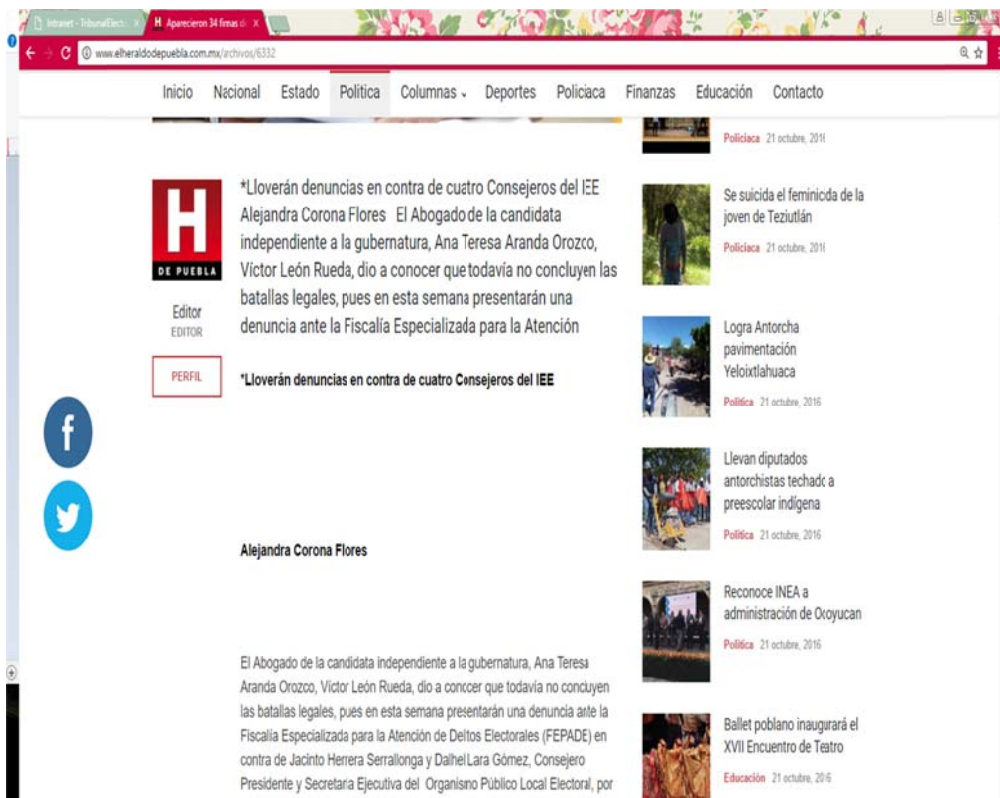 Intranet - TribunalElect
H Aparecieron 34 firmas de
www.elheraldodepuebla.com.mx/archivos/6332
Inicio Nacional Estado Política Columnas Deportes Policiaca Finanzas Educación Contacto
H
DE PUEBLA
Editor
EDITOR
PERFIL
*Lloverán denuncias en contra de cuatro Consejeros del IEE
Alejandra Corona Flores El Abogado de la candidata
independiente a la gubernatura, Ana Teresa Aranda Orozco,
Víctor León Rueda, dio a conocer que todavía no concluyen las
batallas legales, pues en esta semana presentarán una
denuncia ante la Fiscalía Especializada para la Atención
*Lloverán denuncias en contra de cuatro Consejeros del IEE
Alejandra Corona Flores
El Abogado de la candidata independiente a la gubernatura, Ana Teresa
Aranda Orozco, Víctor León Rueda, dio a conocer que todavía no concluyen
las batallas legales, pues en esta semana presentarán una denuncia ante la
Fiscalía Especializada para la Atención de Deltos Electorales (FEPADE) en
contra de Jacinto Herrera Serrallonga y Dalhel Lara Gómez, Consejero
Presidente y Secretaria Ejecutiva del Organismo Público Local Electoral, por
Policiaca 21 octubre, 2016
Se suicida el feminicida de la
joven de Teziutlán
Policiaca 21 octubre, 2016
Logra Antorcha
pavimentación
Yeloixtlahuaca
Política 21 octubre, 2016
Llevan diputados
antorchistas techado a
preescolar indígena
Política 21 octubre, 2016
Reconoce INEA a
administración de Ocoyucan
Política 21 octubre, 2016
Ballet poblano inaugurará el
XVII Encuentro de Teatro
Educación 21 octubre, 2016